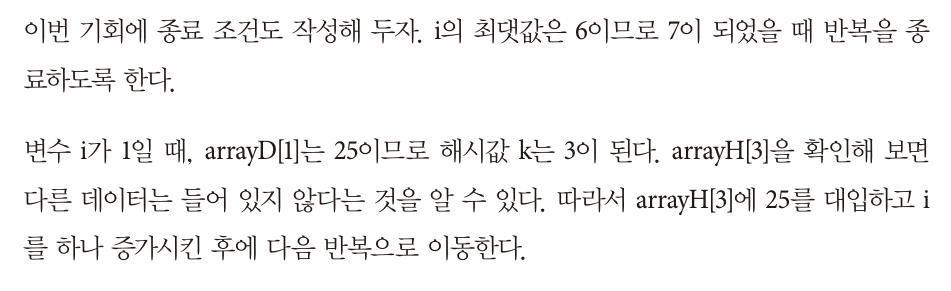 이번 기회에 종료 조건도 작성해 두자. i의 최댓값은 6이므로 7이 되었을 때 반복을 종
료하도록 한다.
변수 i가 1일 때, arrayD[1]는 25이므로 해시값 k는 3이 된다. arrayH[3]을 확인해 보면
다른 데이터는 들어 있지 않다는 것을 알 수 있다. 따라서 arrayH[3]에 25를 대입하고 i
를 하나 증가시킨 후에 다음 반복으로 이동한다.